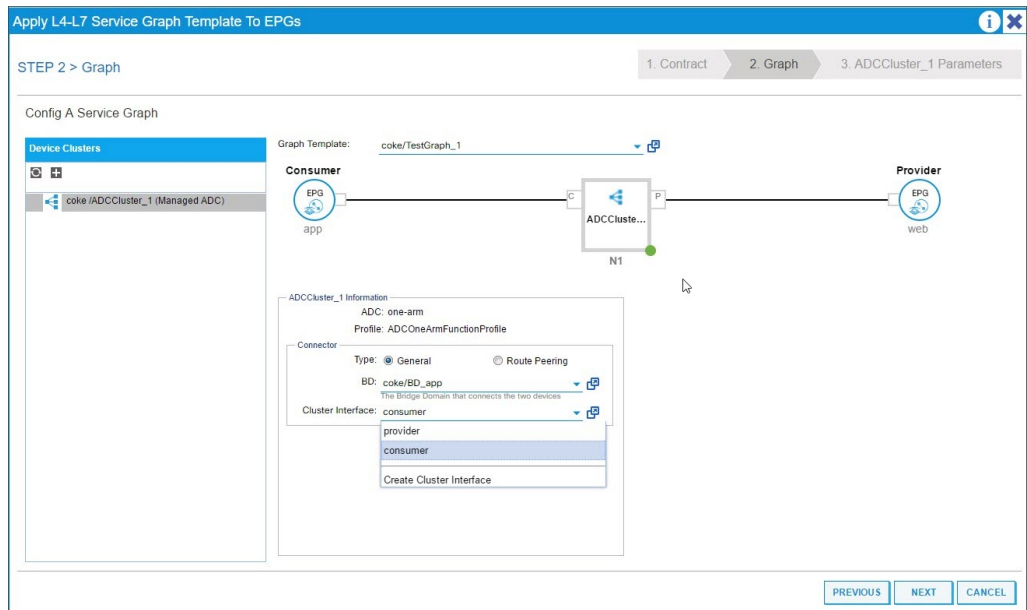 Apply L4-L7 Service Graph Template To EPGs
i
STEP 2 > Graph
1. Contract
2. Graph
3. ADCCluster_1 Parameters
Config A Service Graph
Device Clusters
coke /ADCCluster_1 (Managed ADC)
Graph Template: coke/TestGraph_1
Consumer
Provider
EPG
C
P
EPG
ADCCluste...
app
web
N1
ADCCluster_1 Information
ADC: one-arm
Profile: ADCOneArmFunctionProfile
Connector
Type: General Route Peering
BD: coke/BD_app
The Bridge Domain that connects the two devices
Cluster Interface: consumer
provider
consumer
Create Cluster Interface
PREVIOUS
NEXT
CANCEL